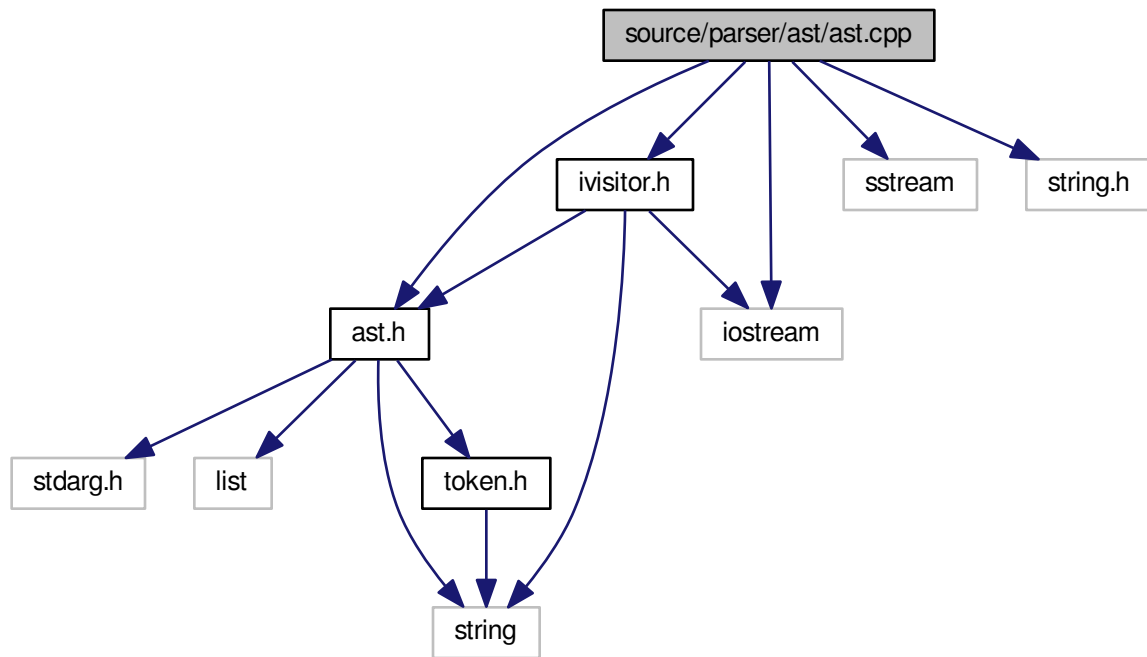 source/parser/ast/ast.cpp
ivisitor.h
sstream
string.h
ast.h
iostream
stdarg.h
list
token.h
string